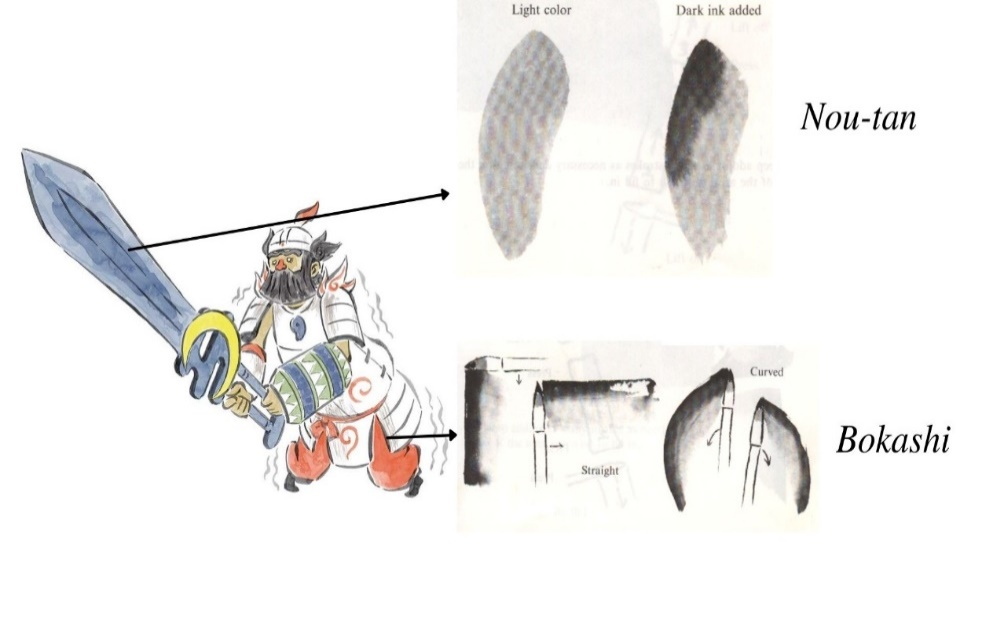 Light color
Dark ink added
Nou-tan
Curved
Straight
Bokashi